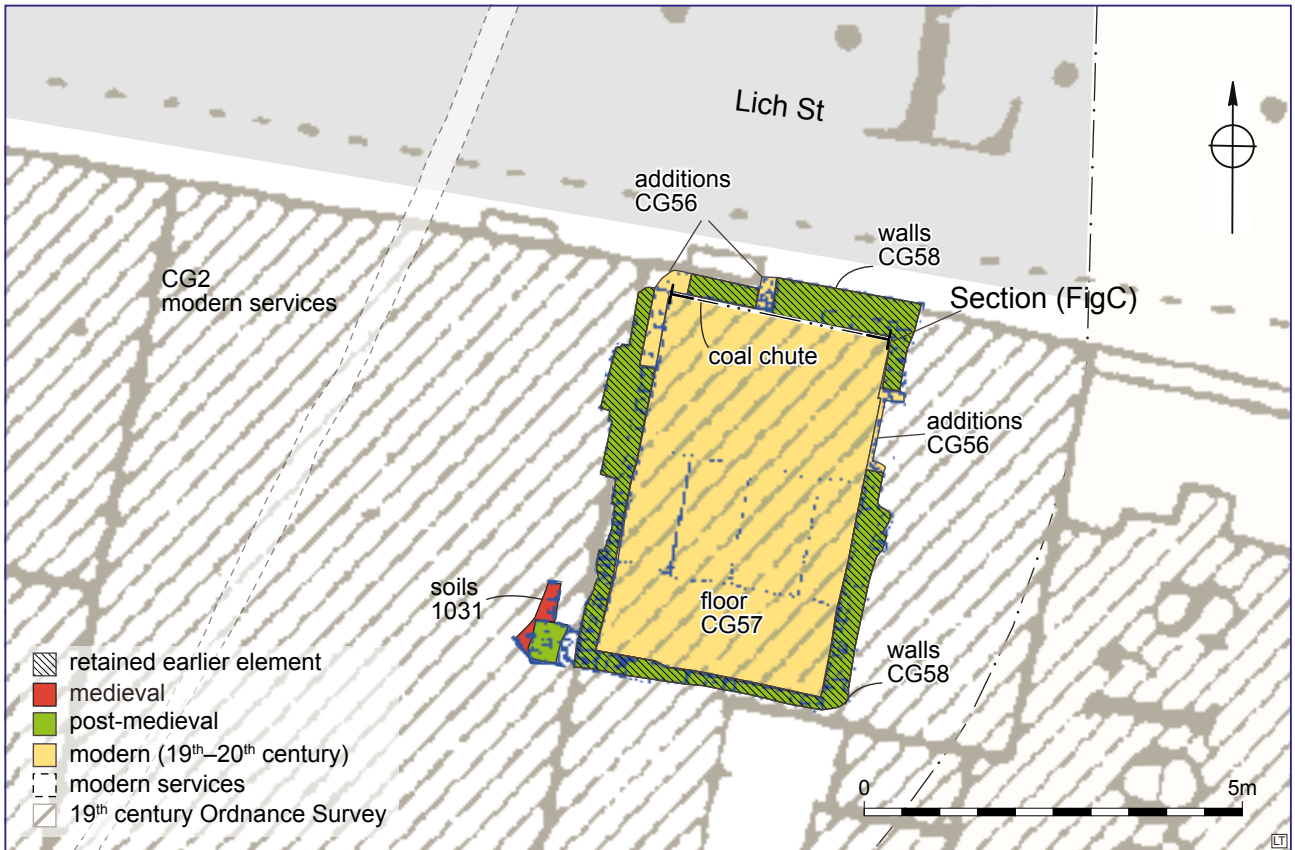 Lich St
additions
CG56
walls
CG58
CG2
modern services
Section (FigC)
coal chute
additions
CG56
soils
1031
floor
CG57
walls
CG58
retained earlier element
medieval
post-medieval
modern (19th–20th century)
modern services
19th century Ordnance Survey
0
5m
LT